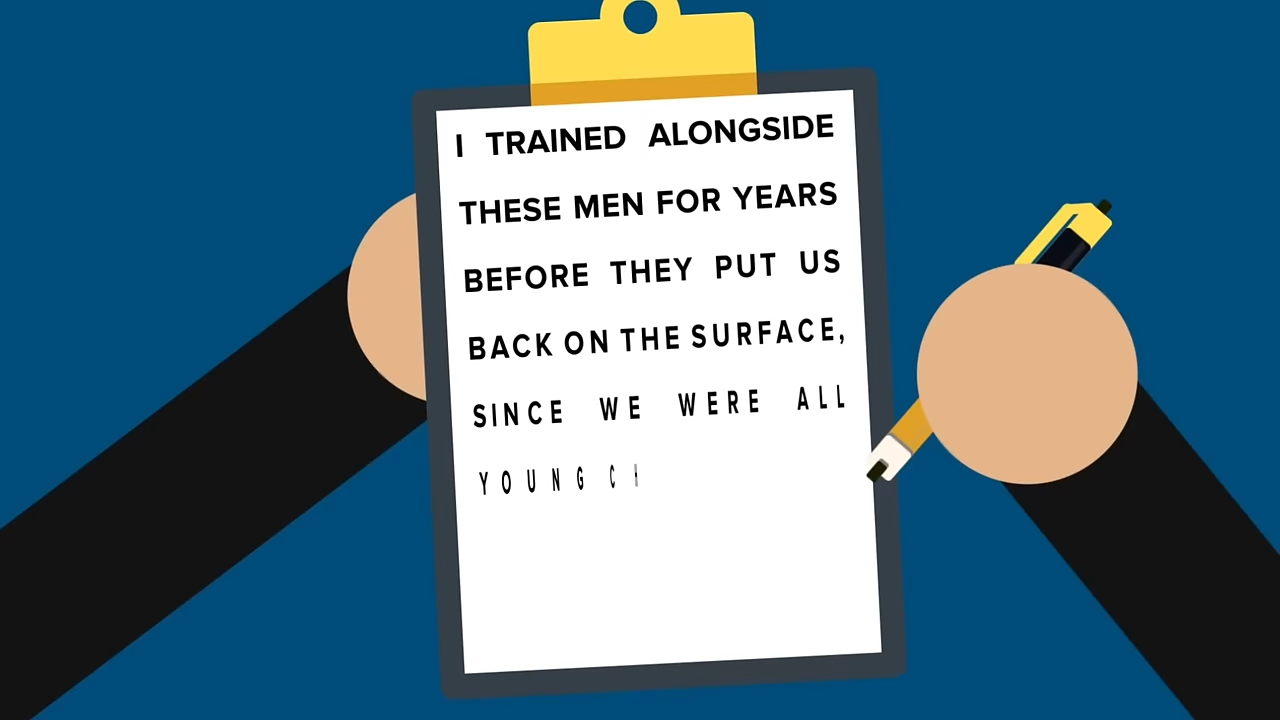 I TRAINED ALONGSIDE
THESE MEN FOR YEARS
BEFORE THEY PUT US
BACK ON THE SURFACE,
SINCE WE WERE ALL
YOUNG CH